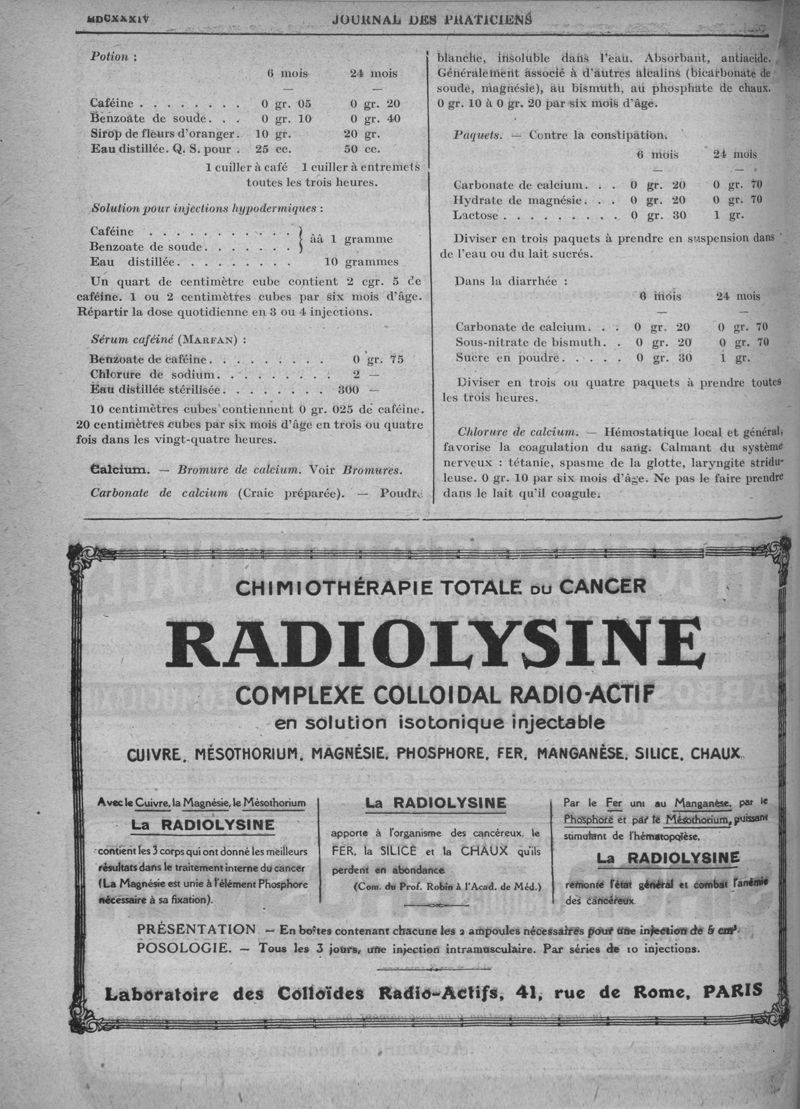 MDCXXXIV JOURNAL DES PRATICIENS
Potion :
6 mois 24 mois
— —
Caféine . . . . . . . . 0 gr. 05 0 gr. 20
Benzoate de soude. . . 0 gr. 10 0 gr. 40
Sirop de fleurs d'oranger. 10 gr. 20 gr.
Eau distillée. Q. S. pour . 25 cc. 50 cc.
1 cuiller à café 1 cuiller à entremets
toutes les trois heures.
Solution pour injections hypodermiques :
Caféine . . . . . . . . . . . }
Benzoate de soude. . . . . . . } ââ 1 gramme
Eau distillée. . . . . . . . . 10 grammes
Un quart de centimètre cube contient 2 cgr. 5 de
caféine. 1 ou 2 centimètres cubes par six mois d'âge.
Répartir la dose quotidienne en 3 ou 4 injections.
Sérum caféiné (MARFAN) :
Benzoate de caféine. . . . . . . . 0 gr. 75
Chlorure de sodium. . . . . . . . 2 —
Eau distillée stérilisée. . . . . . . . 300 —
10 centimètres cubes contiennent 0 gr. 025 de caféine.
20 centimètres cubes par six mois d'âge en trois ou quatre
fois dans les vingt-quatre heures.
Calcium. — Bromure de calcium. Voir Bromures.
Carbonate de calcium (Craie préparée). — Poudre
blanche, insoluble dans l'eau. Absorbant, antiacide.
Généralement associé à d'autres alcalins (bicarbonate de
soude, magnésie), au bismuth, au phosphate de chaux.
0 gr. 10 à 0 gr. 20 par six mois d'âge.
Paquets. — Contre la constipation.
6 mois 24 mois
— —
Carbonate de calcium. . . 0 gr. 20 0 gr. 70
Hydrate de magnésie. . . 0 gr. 20 0 gr. 70
Lactose . . . . . . . . . 0 gr. 30 1 gr.
Diviser en trois paquets à prendre en suspension dans
de l'eau ou du lait sucrés.
Dans la diarrhée :
6 mois 24 mois
— —
Carbonate de calcium. . . 0 gr. 20 0 gr. 70
Sous-nitrate de bismuth. . 0 gr. 20 0 gr. 70
Sucre en poudre. . . . . 0 gr. 30 1 gr.
Diviser en trois ou quatre paquets à prendre toutes
les trois heures.
Chlorure de calcium. — Hémostatique local et général,
favorise la coagulation du sang. Calmant du système
nerveux : tétanie, spasme de la glotte, laryngite stridu-
leuse. 0 gr. 10 par six mois d'âge. Ne pas le faire prendre
dans le lait qu'il coagule.
CHIMIOTHÉRAPIE TOTALE DU CANCER
RADIOLYSINE
COMPLEXE COLLOIDAL RADIO-ACTIF
en solution isotonique injectable
CUIVRE, MÉSOTHORIUM, MAGNÉSIE, PHOSPHORE, FER, MANGANÈSE, SILICE, CHAUX
Avec le Cuivre, la Magnésie, le Mésothorium
La RADIOLYSINE
contient les 3 corps qui ont donné les meilleurs
résultats dans le traitement interne du cancer
(La Magnésie est unie à l'élément Phosphore
nécessaire à sa fixation).
La RADIOLYSINE
apporte à l'organisme des cancéreux, le
FER, la SILICE et la CHAUX qu'ils
perdent en abondance
(Com. du Prof. Robin à l'Acad. de Méd.)
Par le Fer uni au Manganèse, par le
Phosphore et par le Mésothorium, puissant
stimulant de l'hématopoïèse,
La RADIOLYSINE
remonte l'état général et combat l'anémie
des cancéreux
PRÉSENTATION — En boîtes contenant chacune les 2 ampoules nécessaires pour une injection de 5 cm³.
POSOLOGIE. — Tous les 3 jours, une injection intramusculaire. Par séries de 10 injections.
Laboratoire des Colloïdes Radio-Actifs, 41, rue de Rome, PARIS